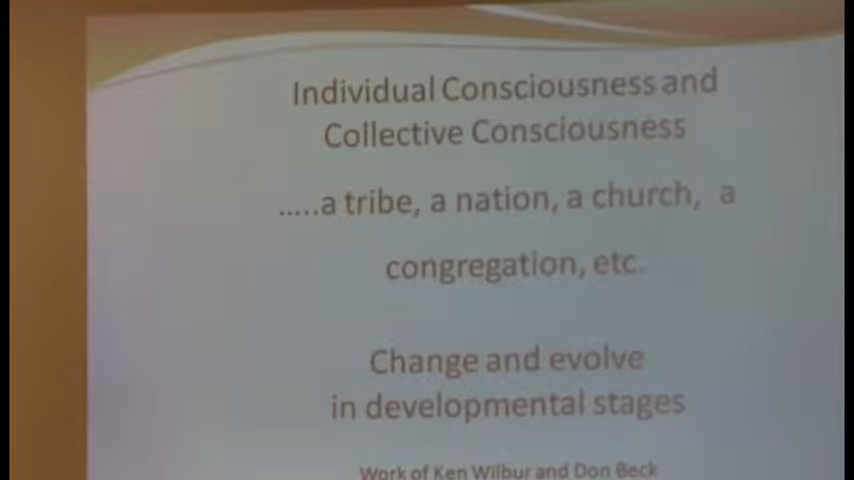 Individual Consciousness and
Collective Consciousness
.....a tribe, a nation, a church, a
congregation, etc.
Change and evolve
in developmental stages
Work of Ken Wilbur and Don Beck